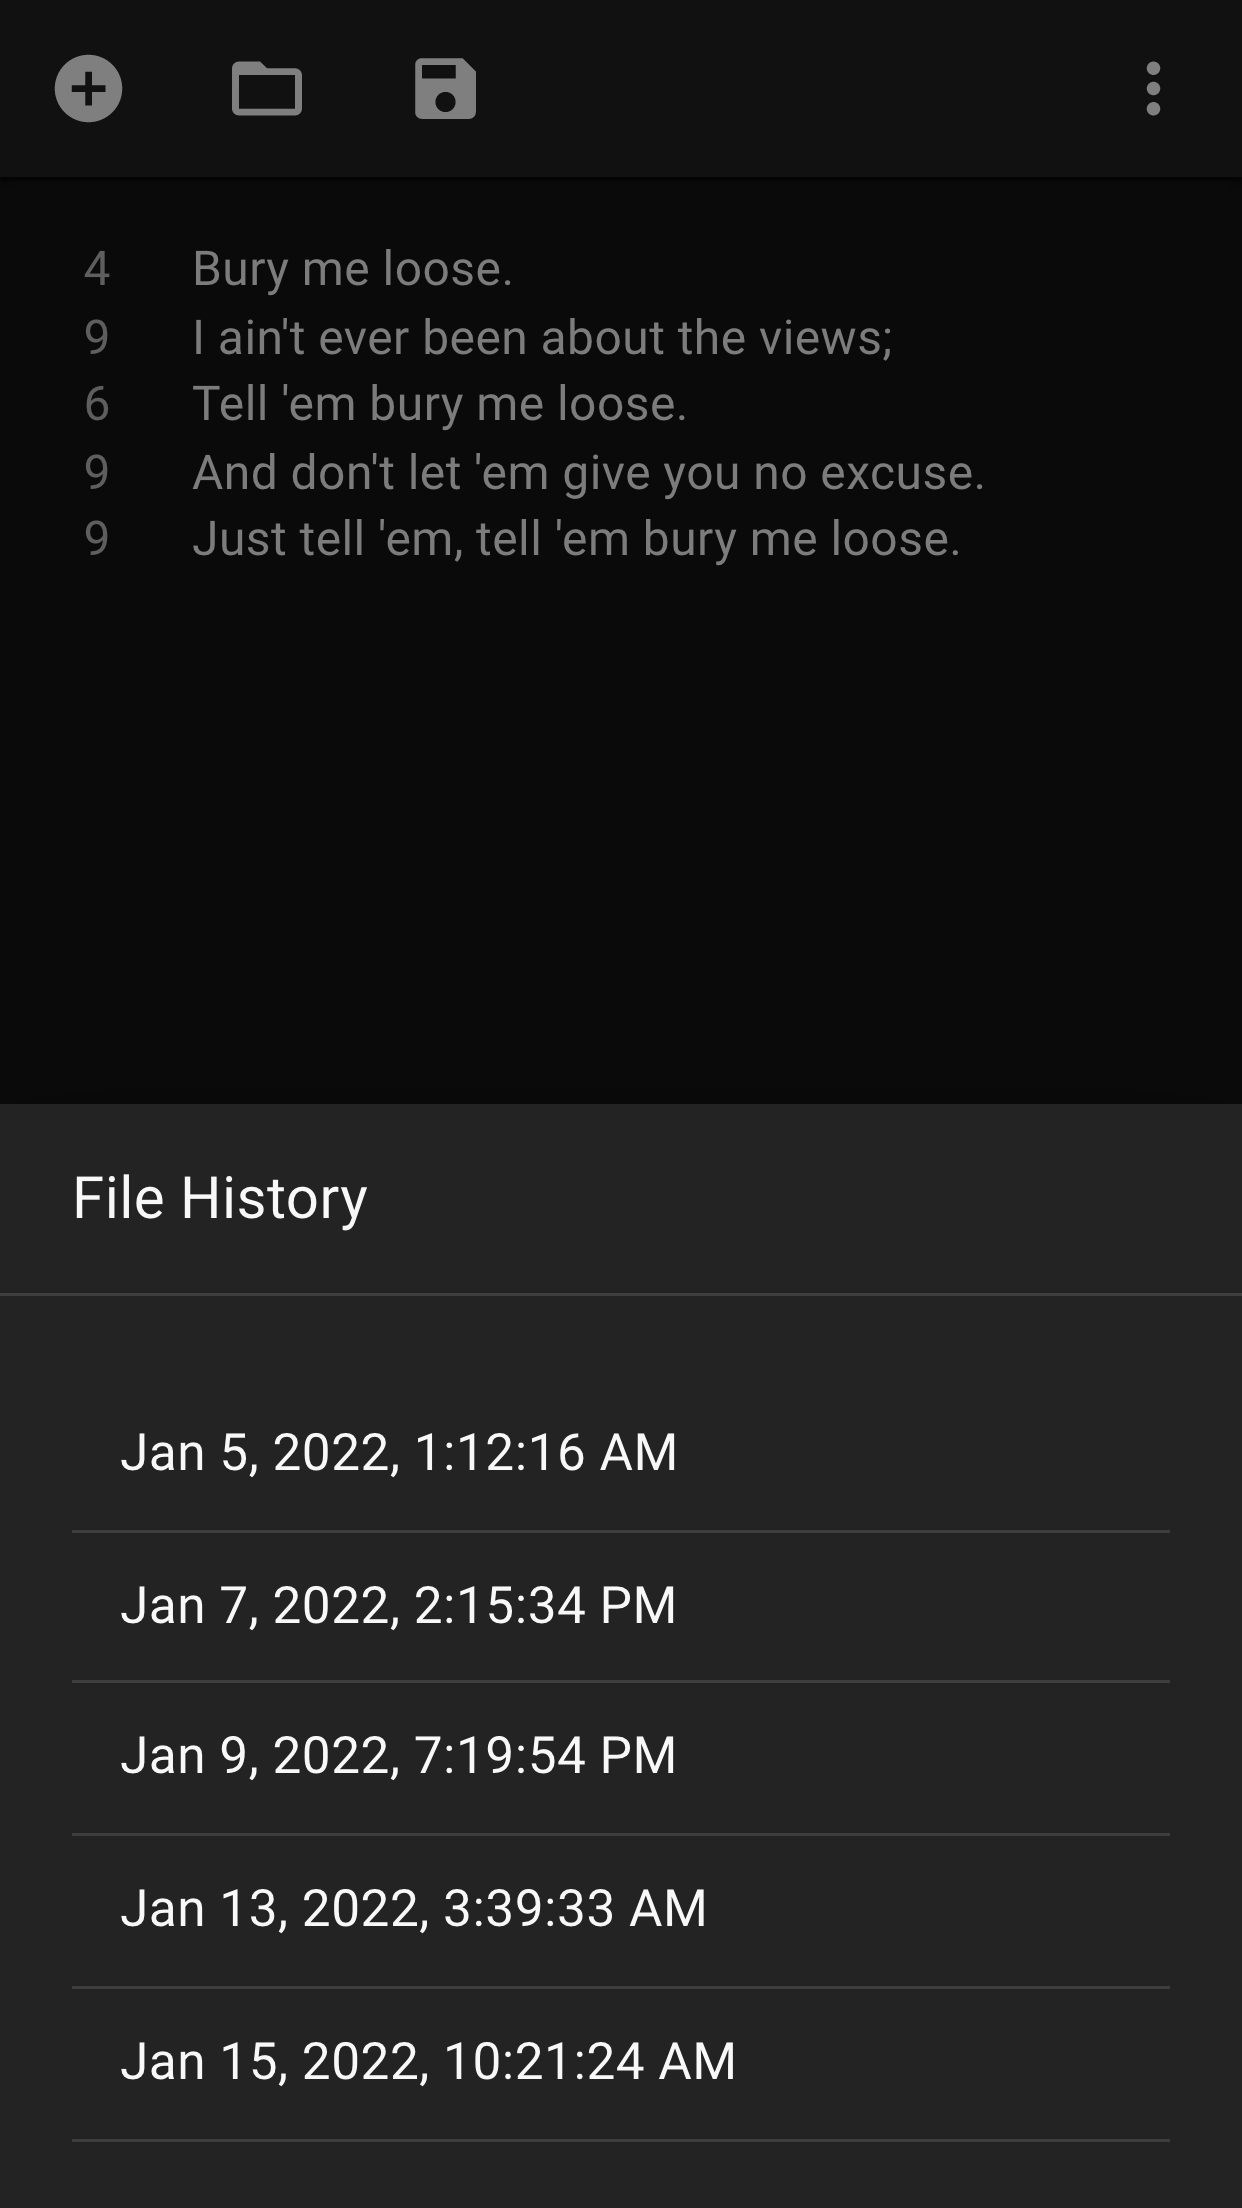 4 Bury me loose.
9 I ain't ever been about the views;
6 Tell 'em bury me loose.
9 And don't let 'em give you no excuse.
9 Just tell 'em, tell 'em bury me loose.
File History
Jan 5, 2022, 1:12:16 AM
Jan 7, 2022, 2:15:34 PM
Jan 9, 2022, 7:19:54 PM
Jan 13, 2022, 3:39:33 AM
Jan 15, 2022, 10:21:24 AM